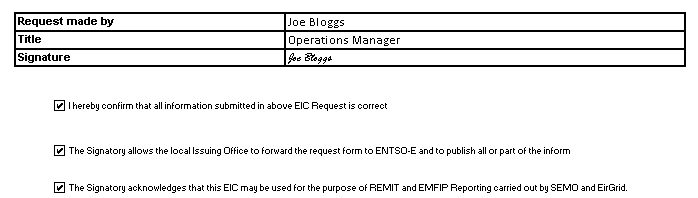 Request made by Joe Bloggs
Title Operations Manager
Signature Joe Bloggs
I hereby confirm that all information submitted in above EIC Request is correct
The Signatory allows the local Issuing Office to forward the request form to ENTSO-E and to publish all or part of the inform
The Signatory acknowledges that this EIC may be used for the purpose of REMIT and EMFIP Reporting carried out by SEMO and EirGrid.